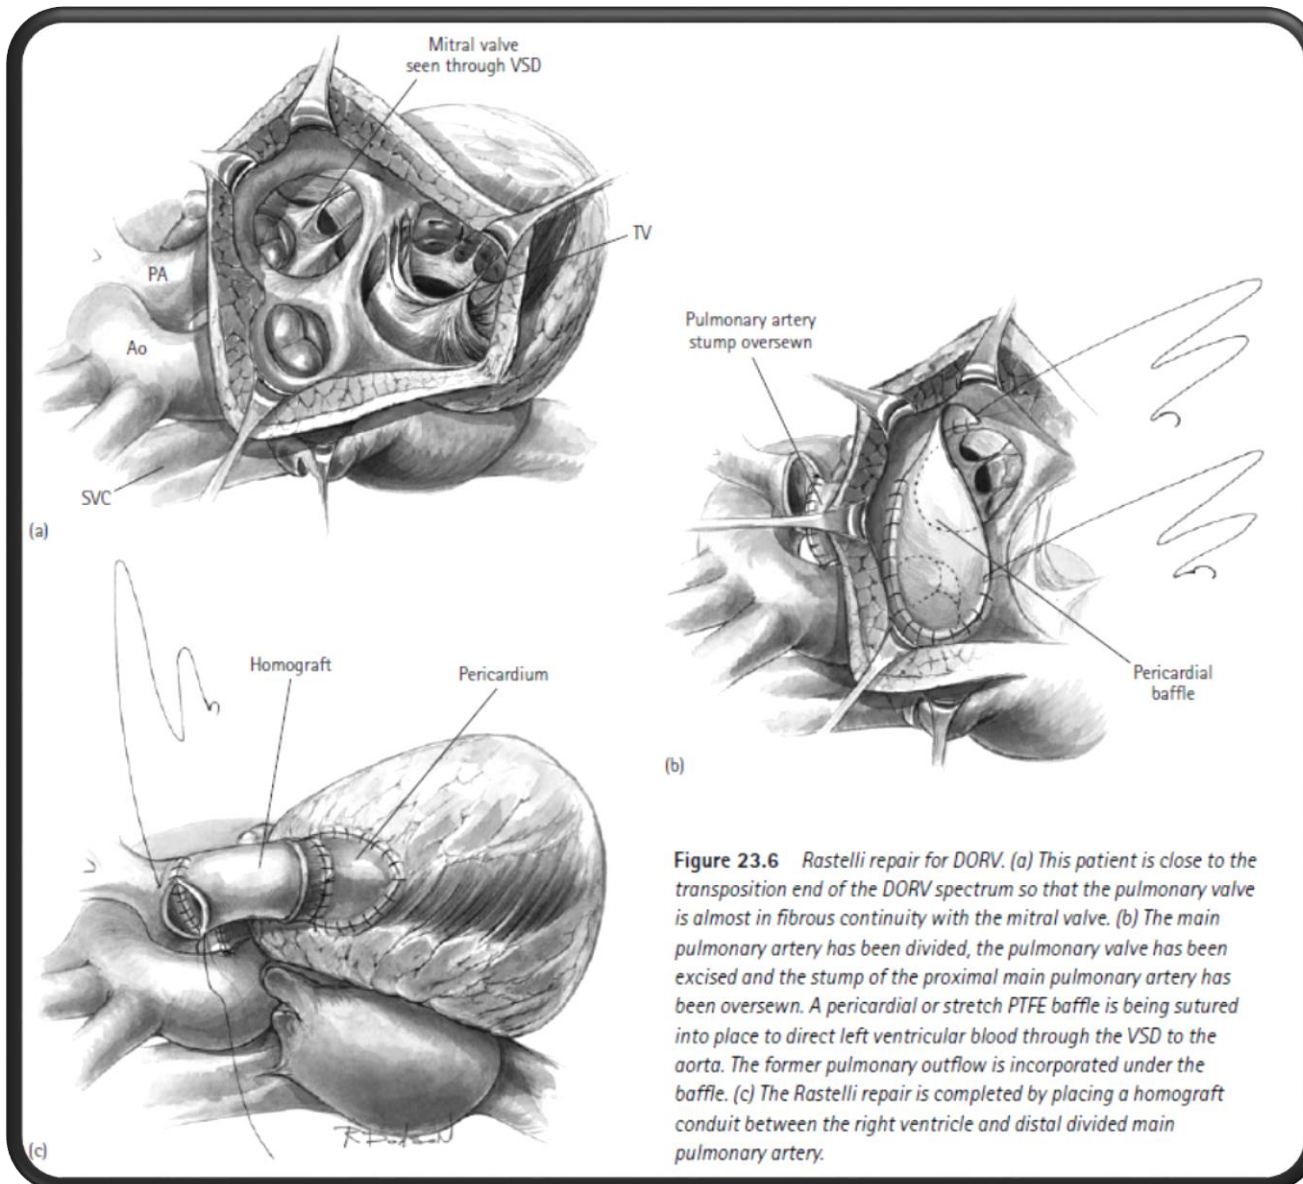 Mitral valve
seen through VSD
TV
PA
Ao
SVC
(a)
Pulmonary artery
stump oversewn
Pericardial
baffle
(b)
Homograft
Pericardium
(c)
Figure 23.6 Rastelli repair for DORV. (a) This patient is close to the
transposition end of the DORV spectrum so that the pulmonary valve
is almost in fibrous continuity with the mitral valve. (b) The main
pulmonary artery has been divided, the pulmonary valve has been
excised and the stump of the proximal main pulmonary artery has
been oversewn. A pericardial or stretch PTFE baffle is being sutured
into place to direct left ventricular blood through the VSD to the
aorta. The former pulmonary outflow is incorporated under the
baffle. (c) The Rastelli repair is completed by placing a homograft
conduit between the right ventricle and distal divided main
pulmonary artery.